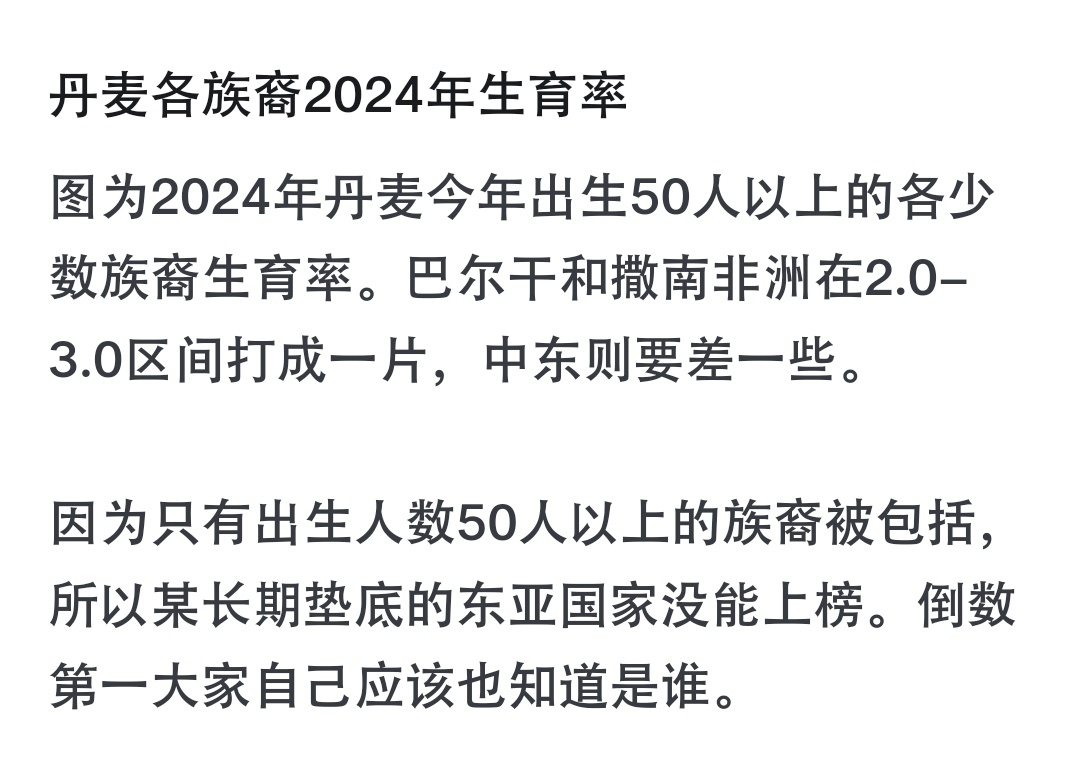 丹麦各族裔2024年生育率
图为2024年丹麦今年出生50人以上的各少
数族裔生育率。巴尔干和撒南非洲在2.0-
3.0区间打成一片，中东则要差一些。
因为只有出生人数50人以上的族裔被包括，
所以某长期垫底的东亚国家没能上榜。倒数
第一大家自己应该也知道是谁。